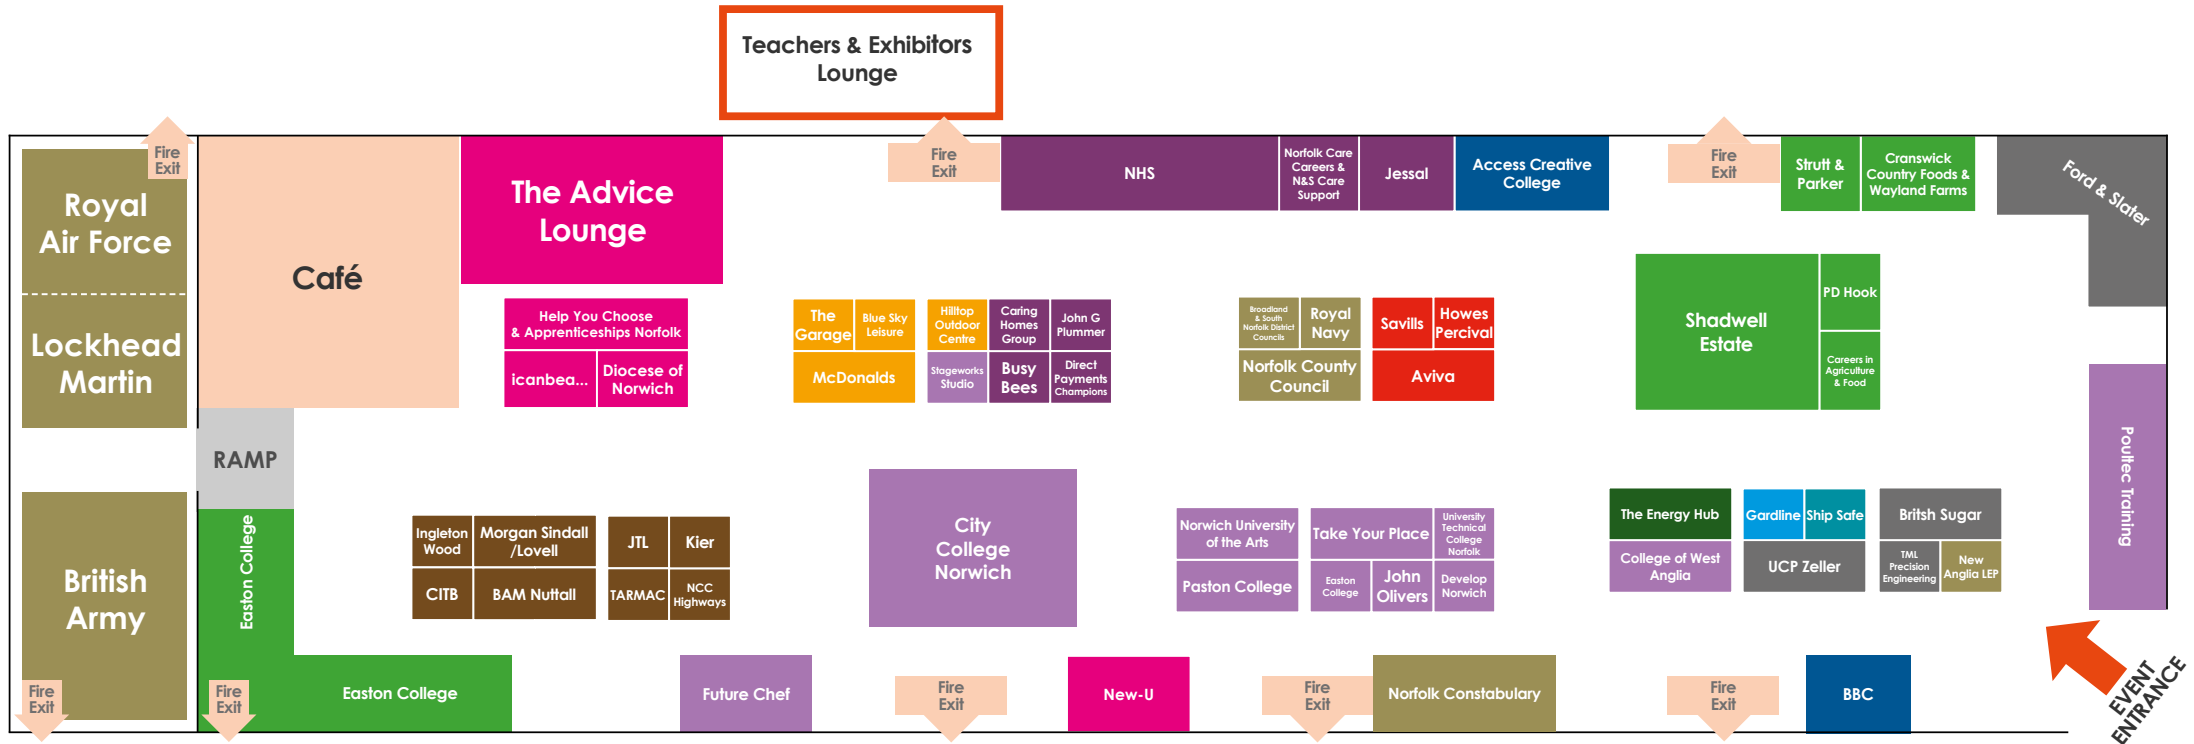 Teachers & Exhibitors
Lounge
Fire
Exit
Royal
Air Force
Lockhead
Martin
British
Army
Fire
Exit
Café
RAMP
Easton College
Fire
Exit
Easton College
The Advice
Lounge
Help You Choose
& Apprenticeships Norfolk
icanbea...
Diocese of
Norwich
Fire
Exit
NHS
Norfolk Care
Careers &
N&S Care
Support
Jessal
Access Creative
College
Fire
Exit
Strutt &
Parker
Cranswick
Country Foods &
Wayland Farms
Ford & Slater
The
Garage
Blue Sky
Leisure
McDonalds
Hilltop
Outdoor
Centre
Caring
Homes
Group
John G
Plummer
Stageworks
Studio
Busy
Bees
Direct
Payments
Champions
Broadland
& South
Norfolk District
Councils
Royal
Navy
Norfolk County
Council
Savills
Howes
Percival
Aviva
Shadwell
Estate
PD Hook
Careers in
Agriculture
& Food
Poultec Training
Ingleton
Wood
Morgan Sindall
/Lovell
CITB
BAM Nuttall
JTL
Kier
TARMAC
NCC
Highways
City
College
Norwich
Norwich University
of the Arts
Paston College
Take Your Place
University
Technical
College
Norfolk
Easton
College
John
Olivers
Develop
Norwich
The Energy Hub
College of West
Anglia
Gardline
Ship Safe
UCP Zeller
Britsh Sugar
TML
Precision
Engineering
New
Anglia LEP
Future Chef
Fire
Exit
New-U
Fire
Exit
Norfolk Constabulary
Fire
Exit
BBC
EVENT
ENTRANCE